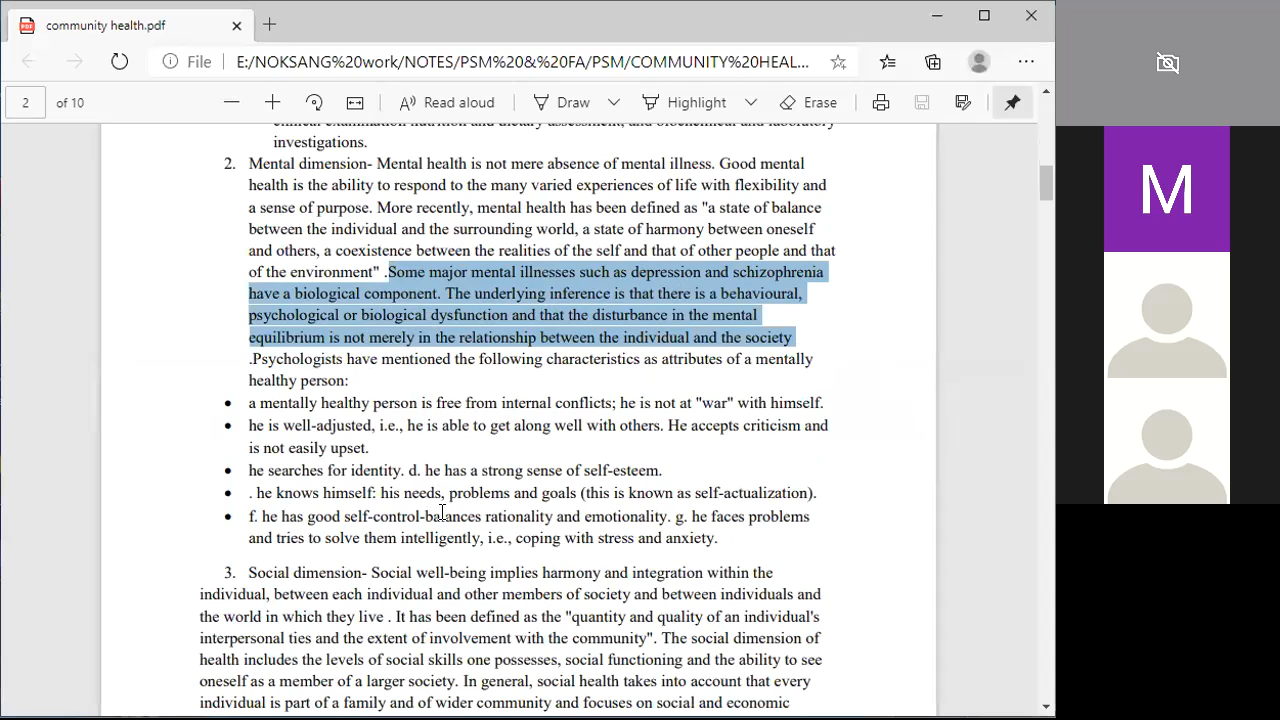 community health.pdf
File E:/NOKSANG%20work/NOTES/PSM%20&%20FA/PSM/COMMUNITY%20HEAL...
2 of 10 Read aloud Draw Highlight Erase
clinical examination nutrition and dietary assessment, and biochemical and laboratory
investigations.
2. Mental dimension- Mental health is not mere absence of mental illness. Good mental
health is the ability to respond to the many varied experiences of life with flexibility and
a sense of purpose. More recently, mental health has been defined as "a state of balance
between the individual and the surrounding world, a state of harmony between oneself
and others, a coexistence between the realities of the self and that of other people and that
of the environment" .Some major mental illnesses such as depression and schizophrenia
have a biological component. The underlying inference is that there is a behavioural,
psychological or biological dysfunction and that the disturbance in the mental
equilibrium is not merely in the relationship between the individual and the society
.Psychologists have mentioned the following characteristics as attributes of a mentally
healthy person:
• a mentally healthy person is free from internal conflicts; he is not at "war" with himself.
• he is well-adjusted, i.e., he is able to get along well with others. He accepts criticism and
is not easily upset.
• he searches for identity. d. he has a strong sense of self-esteem.
• . he knows himself: his needs, problems and goals (this is known as self-actualization).
• f. he has good self-control-balances rationality and emotionality. g. he faces problems
and tries to solve them intelligently, i.e., coping with stress and anxiety.
3. Social dimension- Social well-being implies harmony and integration within the
individual, between each individual and other members of society and between individuals and
the world in which they live . It has been defined as the "quantity and quality of an individual's
interpersonal ties and the extent of involvement with the community". The social dimension of
health includes the levels of social skills one possesses, social functioning and the ability to see
oneself as a member of a larger society. In general, social health takes into account that every
individual is part of a family and of wider community and focuses on social and economic
M